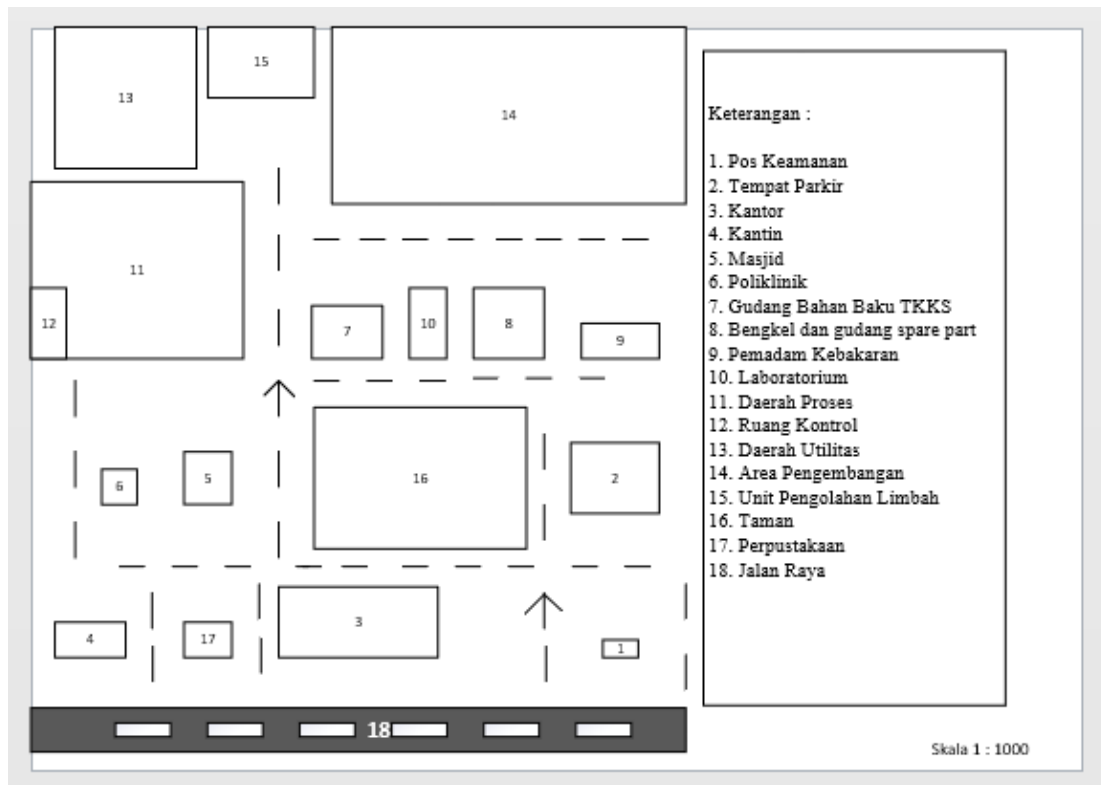 13
15
14
11
12
7
10
8
9
6
5
16
2
4
17
3
1
18
Keterangan :
1. Pos Keamanan
2. Tempat Parkir
3. Kantor
4. Kantin
5. Masjid
6. Poliklinik
7. Gudang Bahan Baku TKKS
8. Bengkel dan gudang spare part
9. Pemadam Kebakaran
10. Laboratorium
11. Daerah Proses
12. Ruang Kontrol
13. Daerah Utilitas
14. Area Pengembangan
15. Unit Pengolahan Limbah
16. Taman
17. Perpustakaan
18. Jalan Raya
Skala 1 : 1000